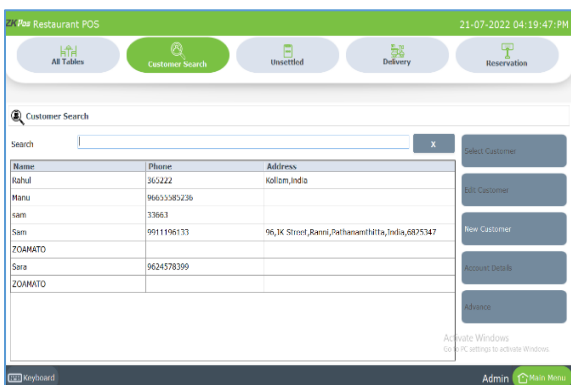 ZKPos Restaurant POS 21-07-2022 04:19:47:PM
All Tables Customer Search Unsettled Delivery Reservation
Customer Search
Search X
Select Customer
Name Phone Address
Rahul 365222 Kollam,India
Edit Customer
Manu 96655585236
sam 33663
Sam 9911196133 96,JK Street,Ranni,Pathanamthitta,India,6825347
New Customer
ZOAMATO
Sara 9624578399
Account Details
ZOAMATO
Advance
Activate Windows
Go to PC settings to activate Windows.
Keyboard Admin Main Menu